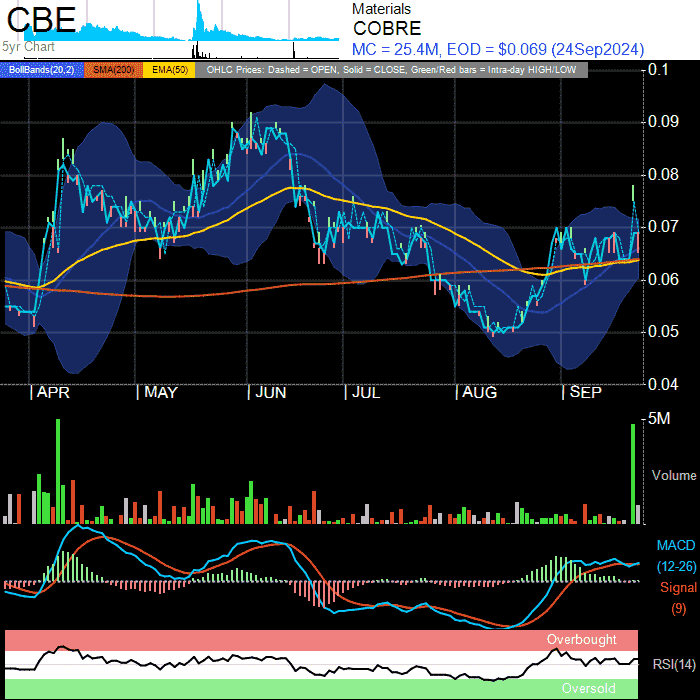 CBE
5yr Chart
Materials
COBRE
MC = 25.4M, EOD = $0.069 (24Sep2024)
BollBands(20,2) SMA(200) EMA(50) OHLC Prices: Dashed = OPEN, Solid = CLOSE, Green/Red bars = Intra-day HIGH/LOW
0.1
0.09
0.08
0.07
0.06
0.05
0.04
| APR | MAY | JUN | JUL | AUG | SEP
5M
Volume
MACD
(12-26)
Signal
(9)
Overbought
RSI(14)
Oversold